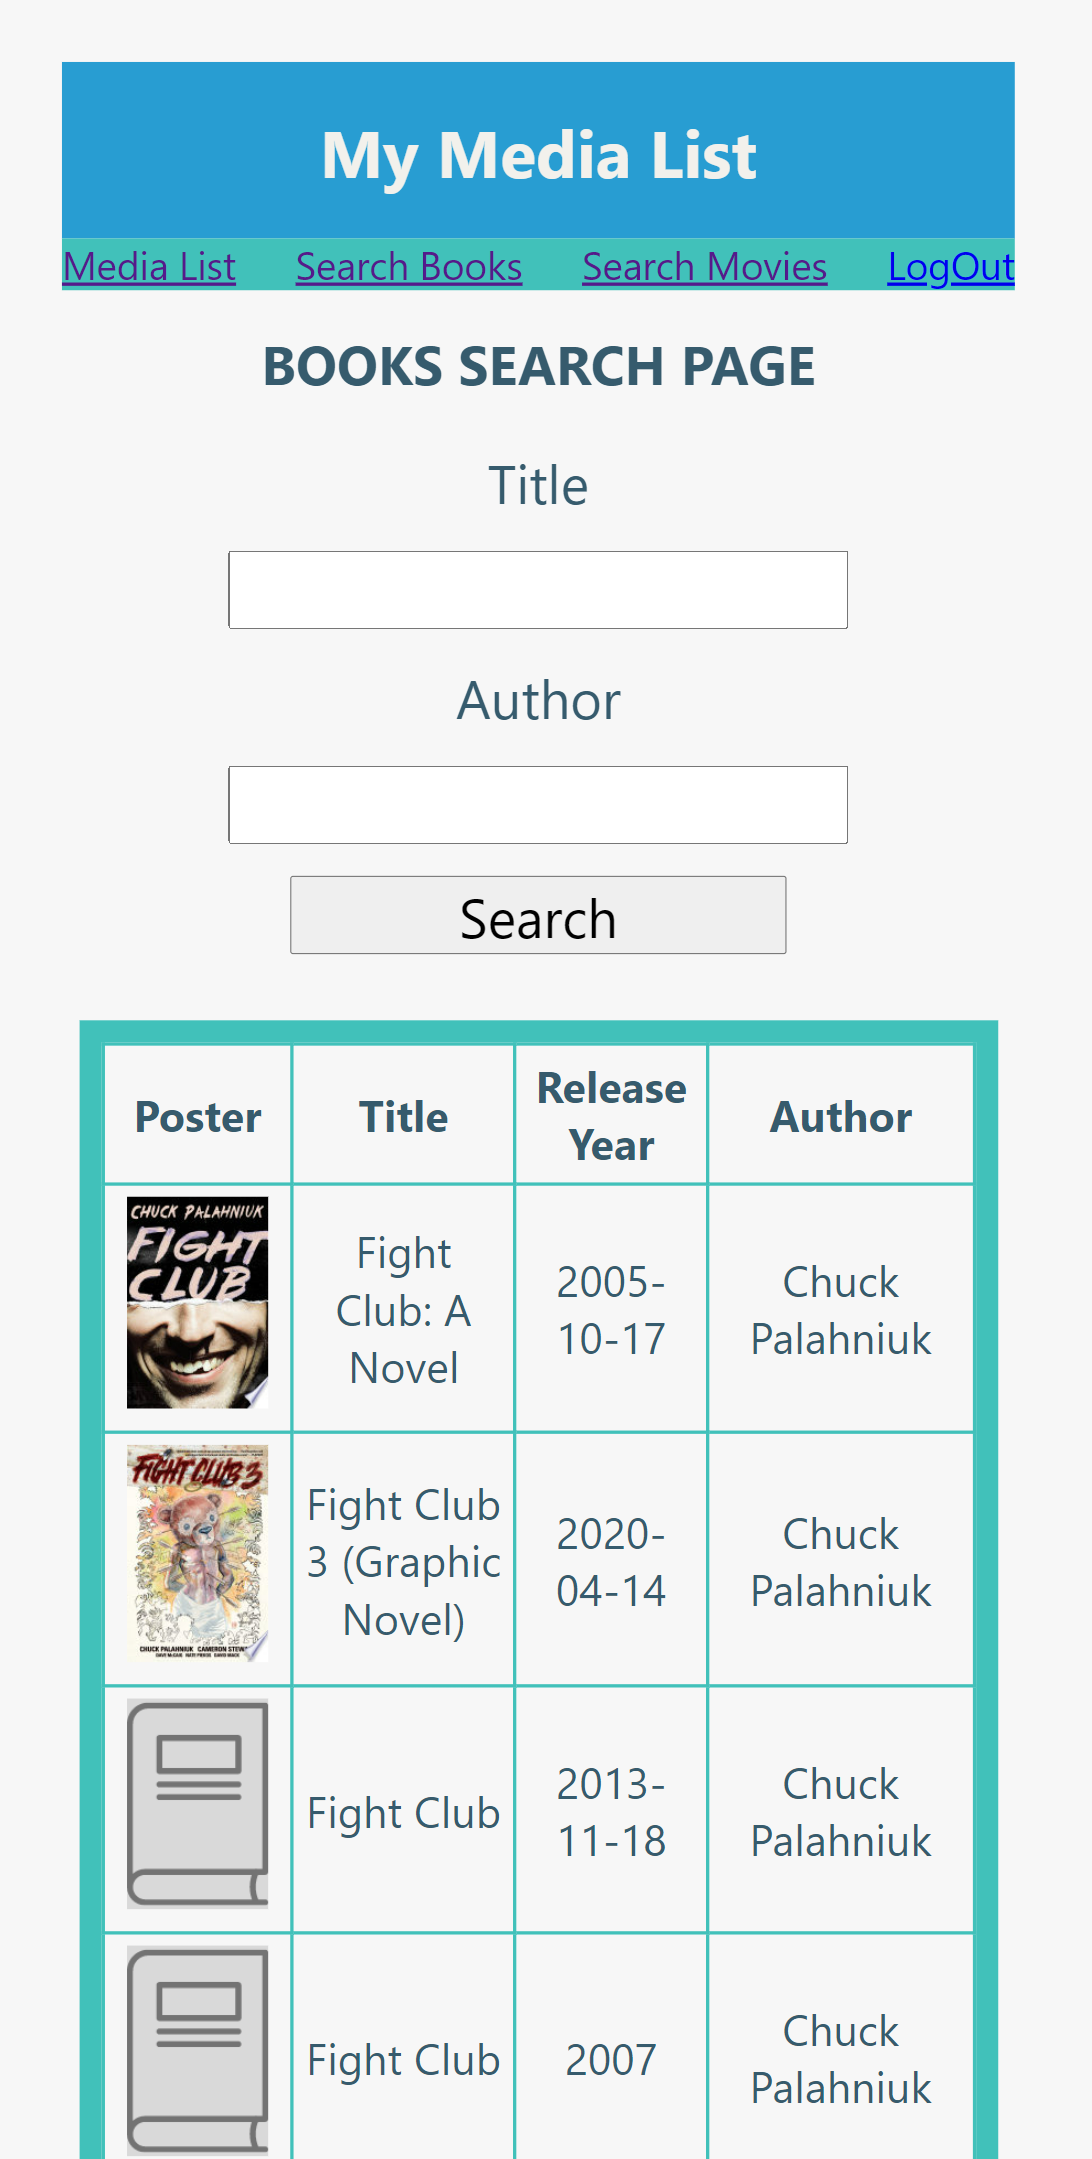 My Media List
Media List Search Books Search Movies LogOut
BOOKS SEARCH PAGE
Title
Author
Search
Poster Title Release Year Author
CHUCK PALAHNIUK
FIGHT
CLUB
Fight
Club: A
Novel
2005-
10-17
Chuck
Palahniuk
FIGHT CLUB 3
CHUCK PALAHNIUK CAMERON
Fight Club
3 (Graphic
Novel)
2020-
04-14
Chuck
Palahniuk
Fight Club
2013-
11-18
Chuck
Palahniuk
Fight Club
2007
Chuck
Palahniuk